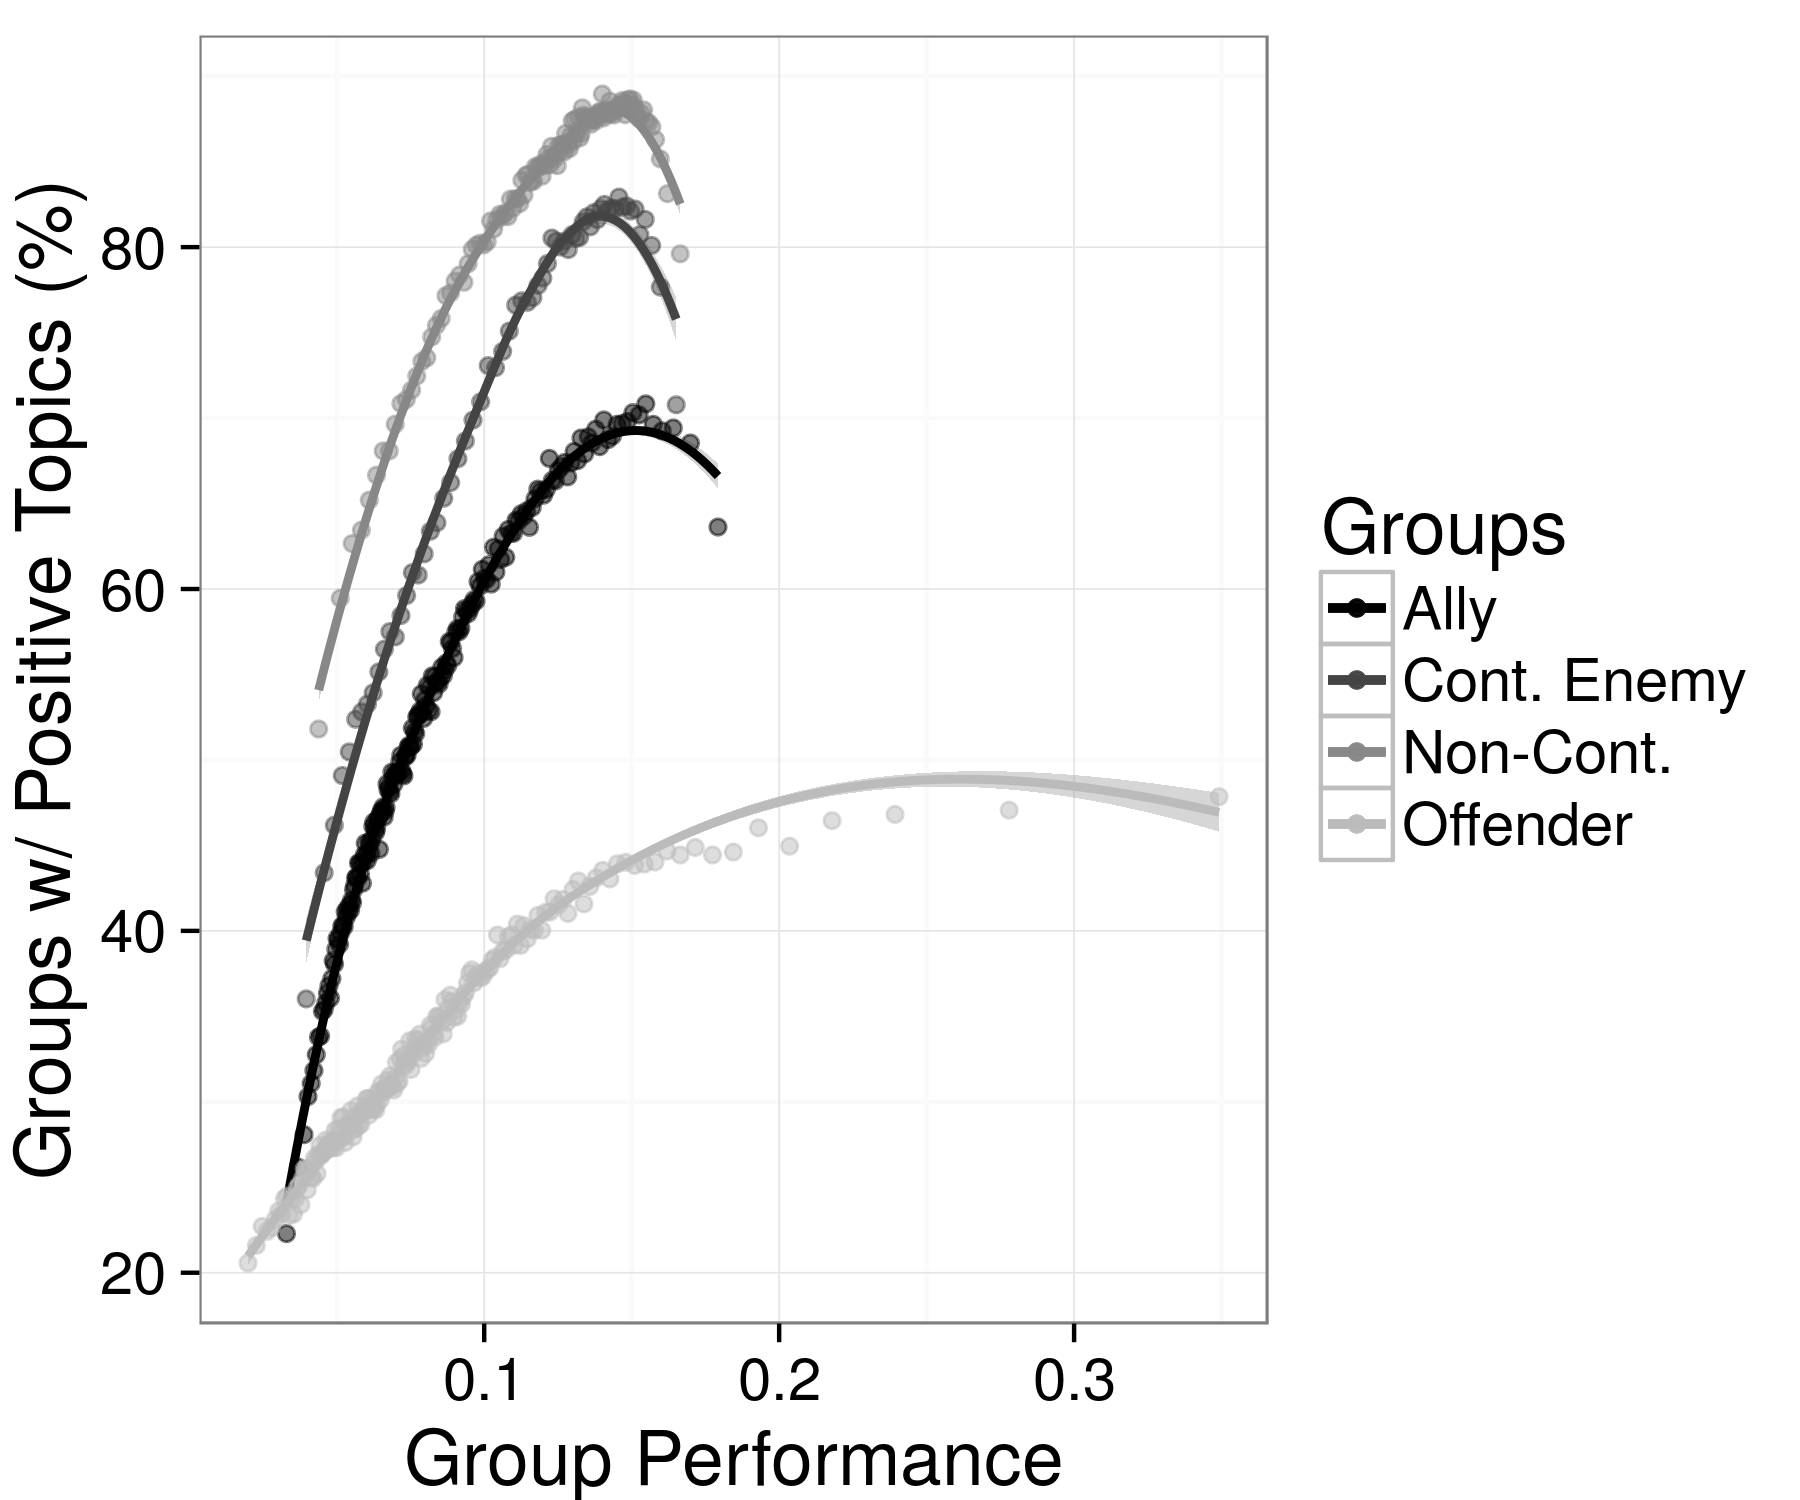 Groups w/ Positive Topics (%)
80
60
40
20
0.1
0.2
0.3
Group Performance
Groups
Ally
Cont. Enemy
Non-Cont.
Offender